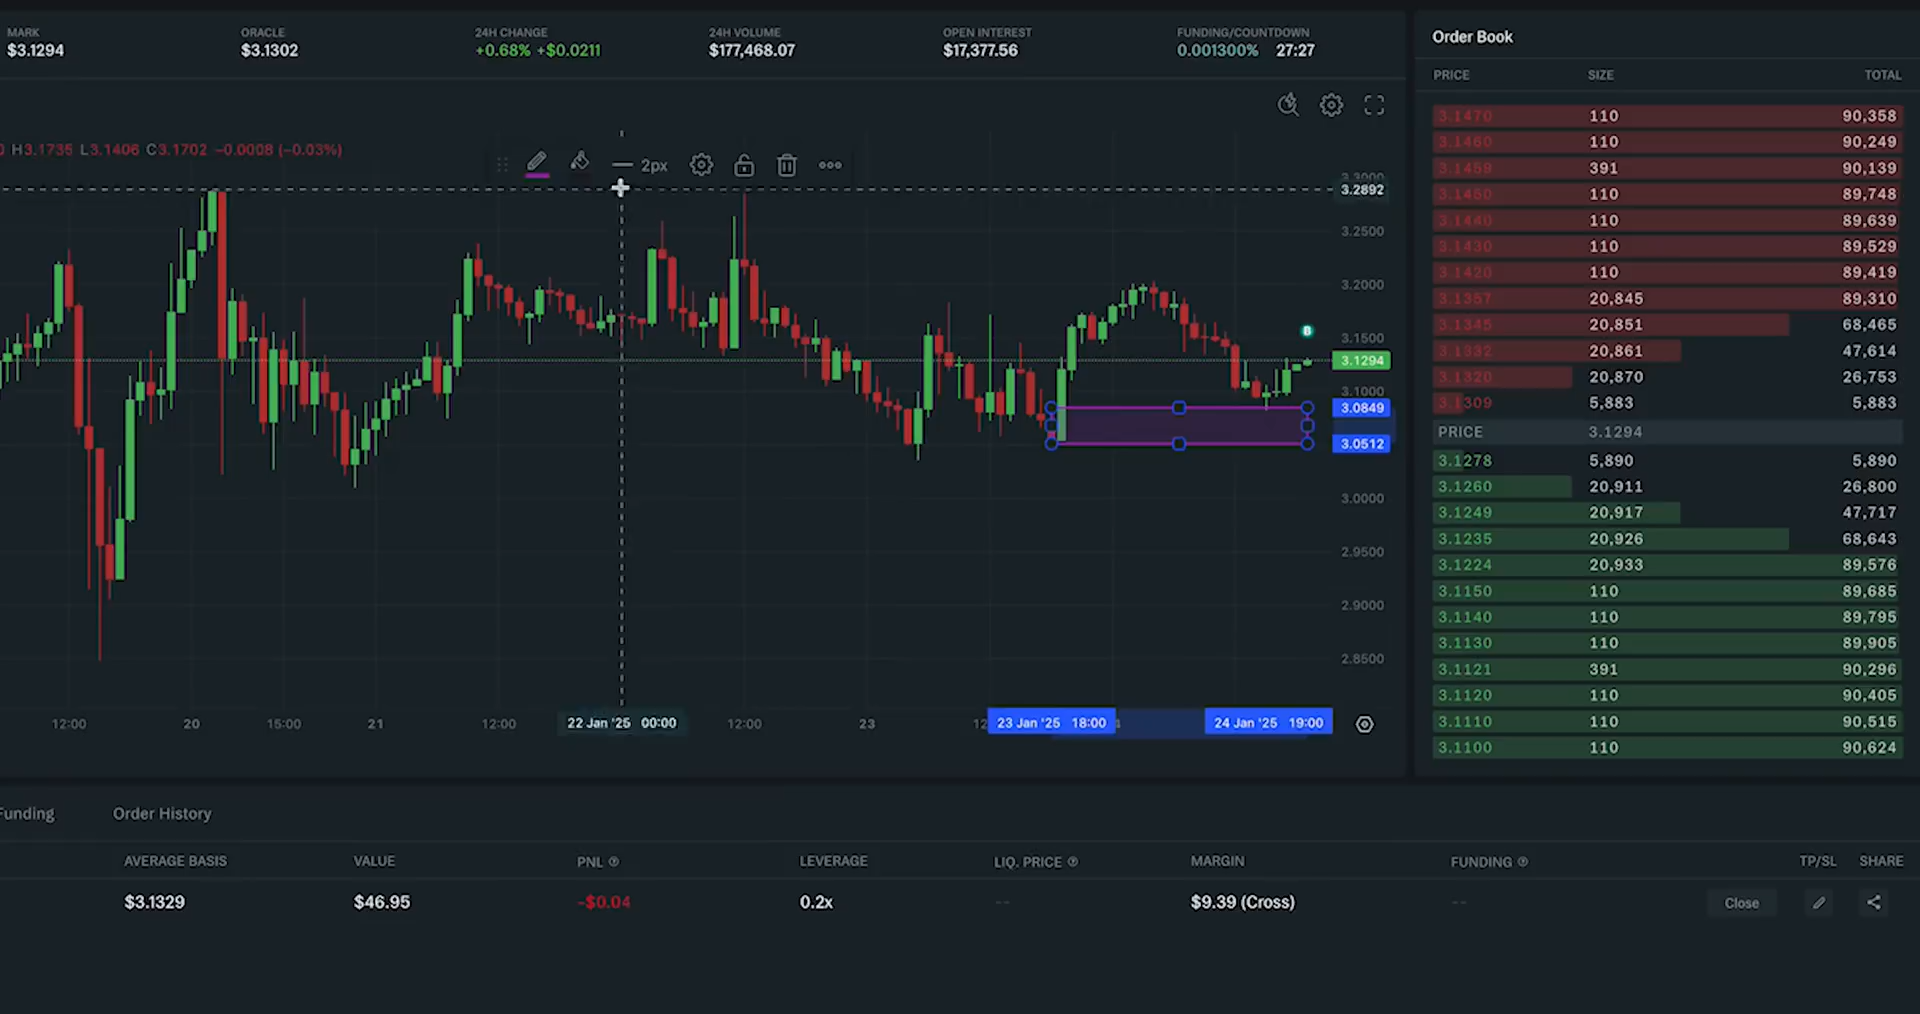 MARK ORACLE 24H CHANGE 24H VOLUME OPEN INTEREST FUNDING/COUNTDOWN
$3.1294 $3.1302 +0.68% +$0.0211 $177,468.07 $17,377.56 0.001300% 27:27
0 H3.1735 L3.1406 C3.1702 −0.0008 (−0.03%)
2px
3.3000
3.2892
3.2500
3.2000
3.1500
B
3.1294
3.1000
3.0849
3.0512
3.0000
2.9500
2.9000
2.8500
12:00 20 15:00 21 12:00 22 Jan '25 00:00 12:00 23 12 23 Jan '25 18:00 24 Jan '25 19:00
Order Book
PRICE SIZE TOTAL
3.1470 110 90,358
3.1460 110 90,249
3.1459 391 90,139
3.1450 110 89,748
3.1440 110 89,639
3.1430 110 89,529
3.1420 110 89,419
3.1357 20,845 89,310
3.1345 20,851 68,465
3.1332 20,861 47,614
3.1320 20,870 26,753
3.1309 5,883 5,883
PRICE 3.1294
3.1278 5,890 5,890
3.1260 20,911 26,800
3.1249 20,917 47,717
3.1235 20,926 68,643
3.1224 20,933 89,576
3.1150 110 89,685
3.1140 110 89,795
3.1130 110 89,905
3.1121 391 90,296
3.1120 110 90,405
3.1110 110 90,515
3.1100 110 90,624
Funding Order History
AVERAGE BASIS VALUE PNL LEVERAGE LIQ. PRICE MARGIN FUNDING TP/SL SHARE
$3.1329 $46.95 -$0.04 0.2x -- $9.39 (Cross) -- Close